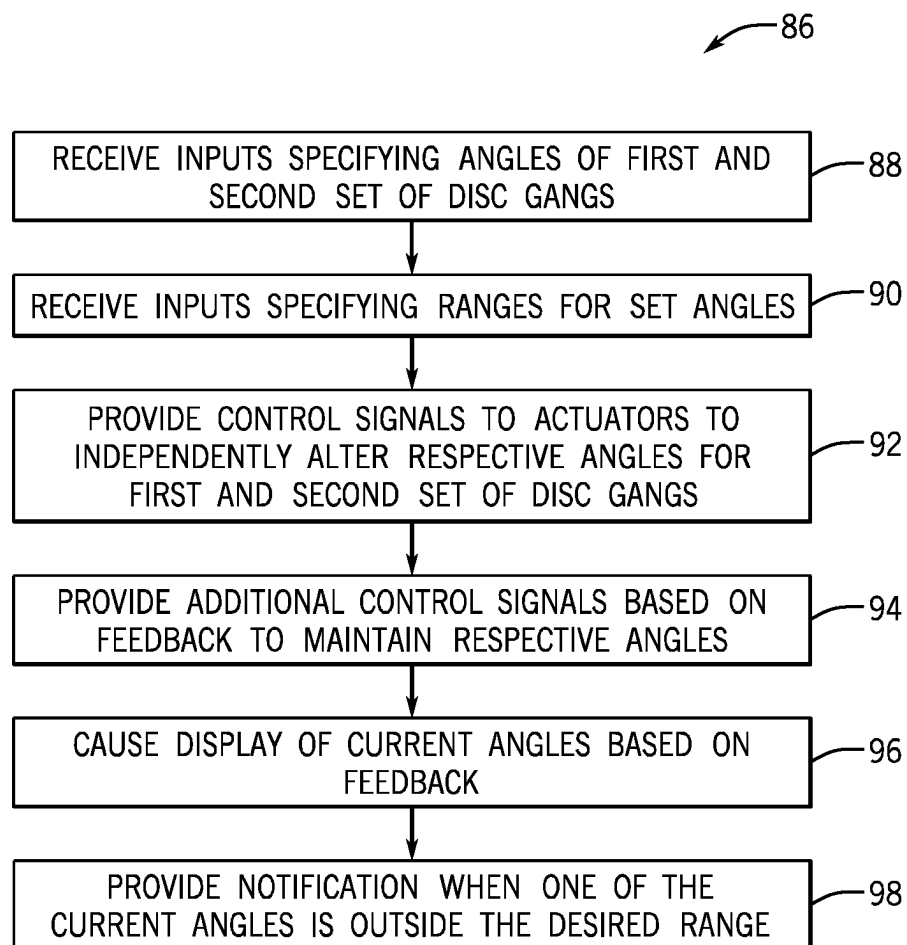 86
RECEIVE INPUTS SPECIFYING ANGLES OF FIRST AND
SECOND SET OF DISC GANGS
88
RECEIVE INPUTS SPECIFYING RANGES FOR SET ANGLES
90
PROVIDE CONTROL SIGNALS TO ACTUATORS TO
INDEPENDENTLY ALTER RESPECTIVE ANGLES FOR
FIRST AND SECOND SET OF DISC GANGS
92
PROVIDE ADDITIONAL CONTROL SIGNALS BASED ON
FEEDBACK TO MAINTAIN RESPECTIVE ANGLES
94
CAUSE DISPLAY OF CURRENT ANGLES BASED ON
FEEDBACK
96
PROVIDE NOTIFICATION WHEN ONE OF THE
CURRENT ANGLES IS OUTSIDE THE DESIRED RANGE
98